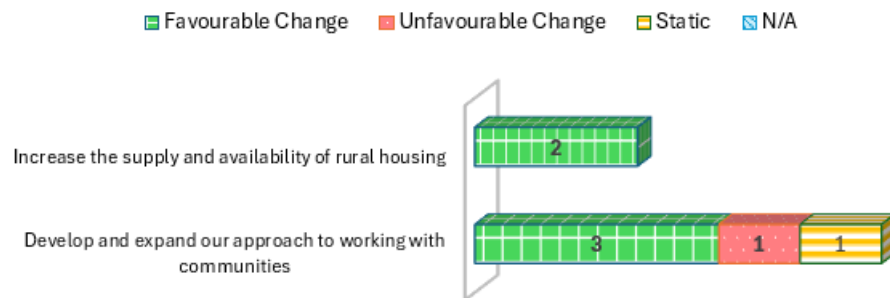 Favourable Change Unfavourable Change Static N/A
Increase the supply and availability of rural housing 2
Develop and expand our approach to working with
communities
3 1 1